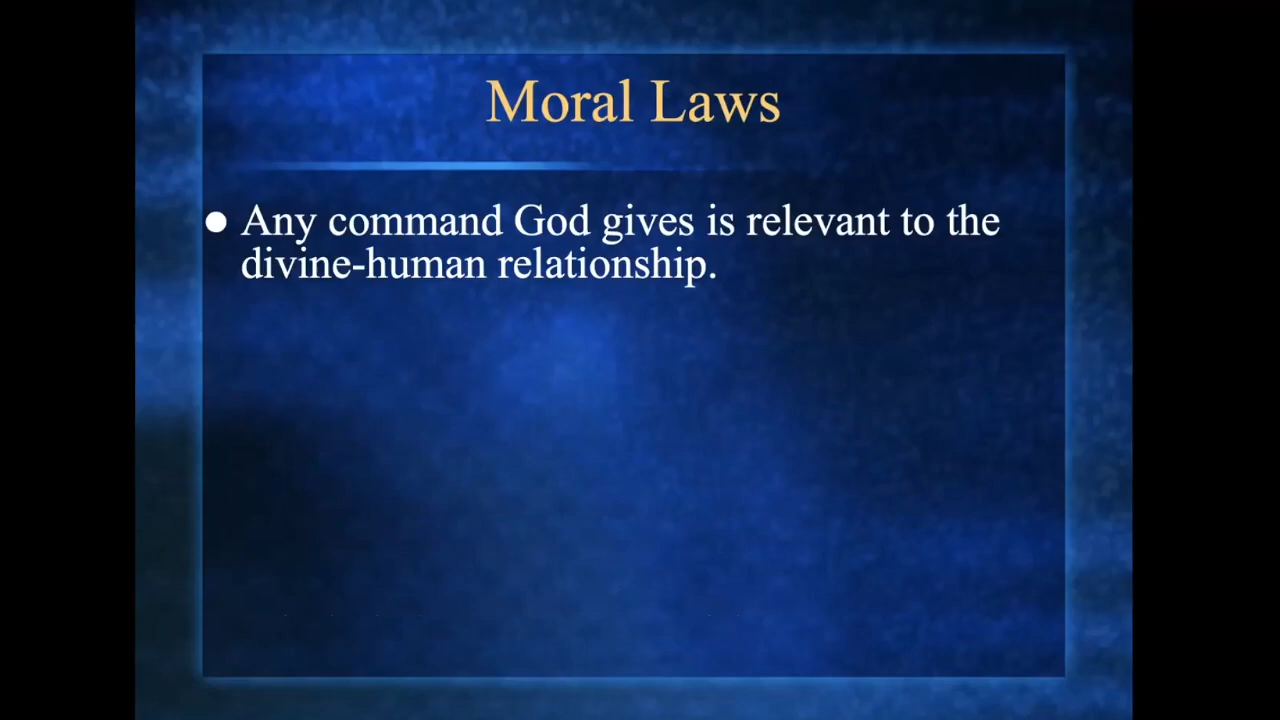 Moral Laws
● Any command God gives is relevant to the
divine-human relationship.